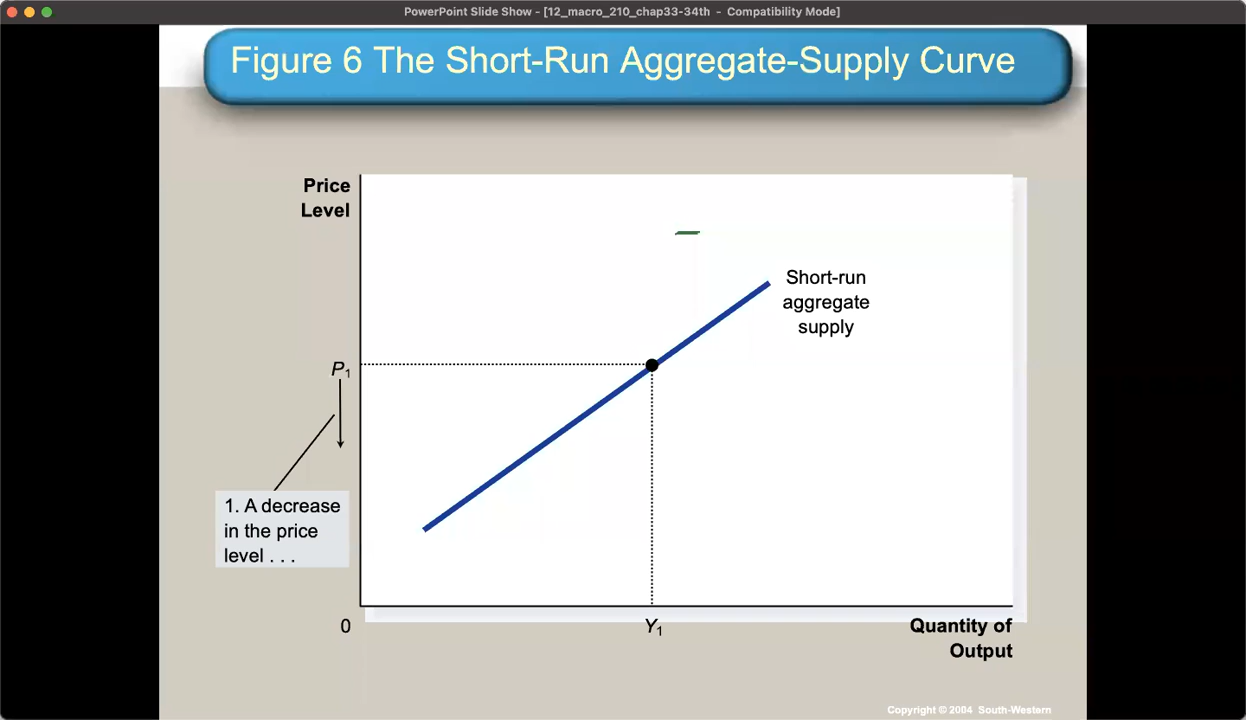 PowerPoint Slide Show - [12_macro_210_chap33-34th - Compatibility Mode]
Figure 6 The Short-Run Aggregate-Supply Curve
Price
Level
Short-run
aggregate
supply
P1
1. A decrease
in the price
level . . .
0
Y1
Quantity of
Output
Copyright © 2004 South-Western